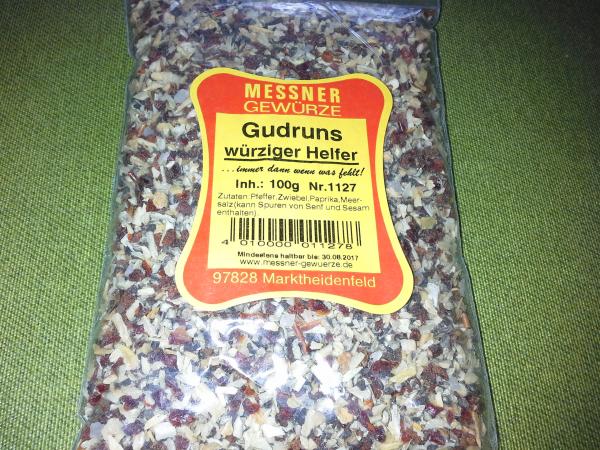 MESSNER
GEWÜRZE
Gudruns
würziger Helfer
...immer dann wenn was fehlt!
Inh.: 100g Nr.1127
Zutaten:Pfeffer,Zwiebel,Paprika,Meer-
salz(kann Spuren von Senf und Sesam
enthalten).
4 010000 011278
Mindestens haltbar bis: 30.08.2017
www.messner-gewuerze.de
97828 Marktheidenfeld